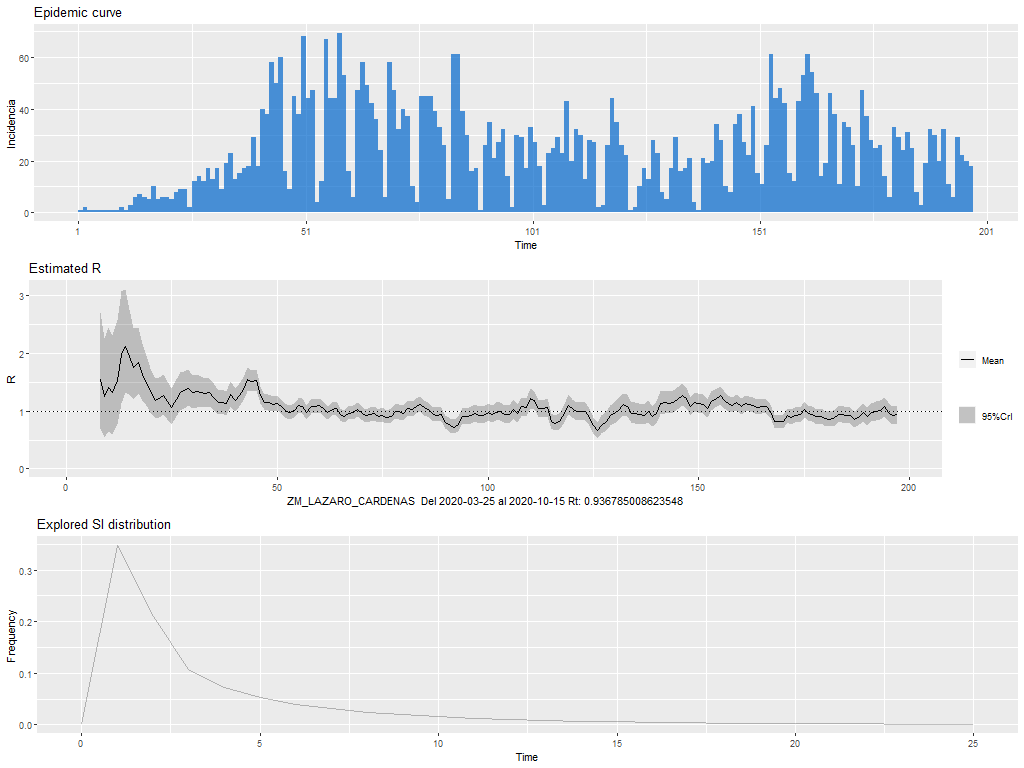 Epidemic curve
Incidencia
60
40
20
0
1 51 101 151 201
Time
Estimated R
R
3
2
1
0
Mean
95%CrI
0 50 100 150 200
ZM_LAZARO_CARDENAS Del 2020-03-25 al 2020-10-15 Rt: 0.936785008623548
Explored SI distribution
Frequency
0.3
0.2
0.1
0.0
0 5 10 15 20 25
Time